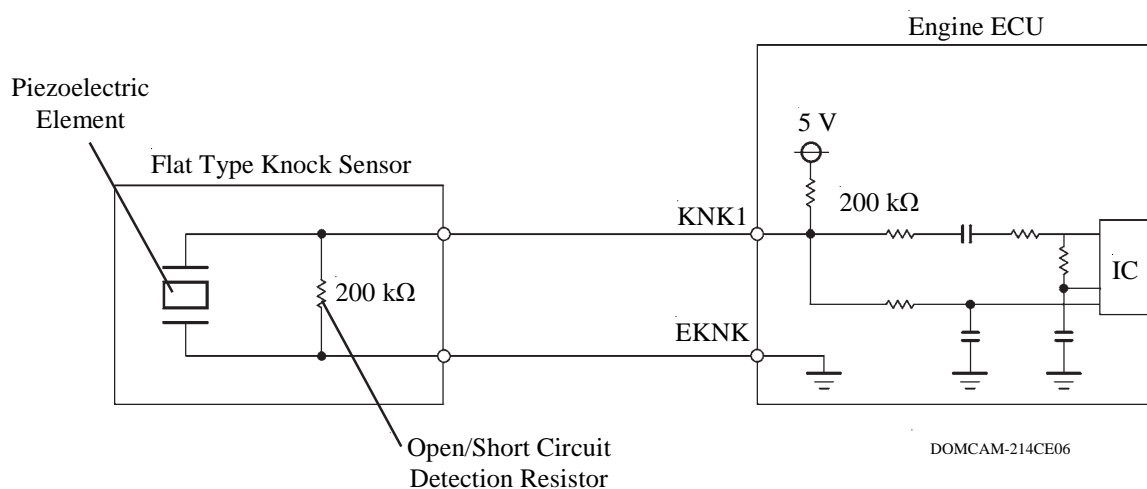 Engine ECU
Piezoelectric
Element
5 V
Flat Type Knock Sensor
KNK1
200 kΩ
IC
200 kΩ
EKNK
Open/Short Circuit
Detection Resistor
DOMCAM-214CE06